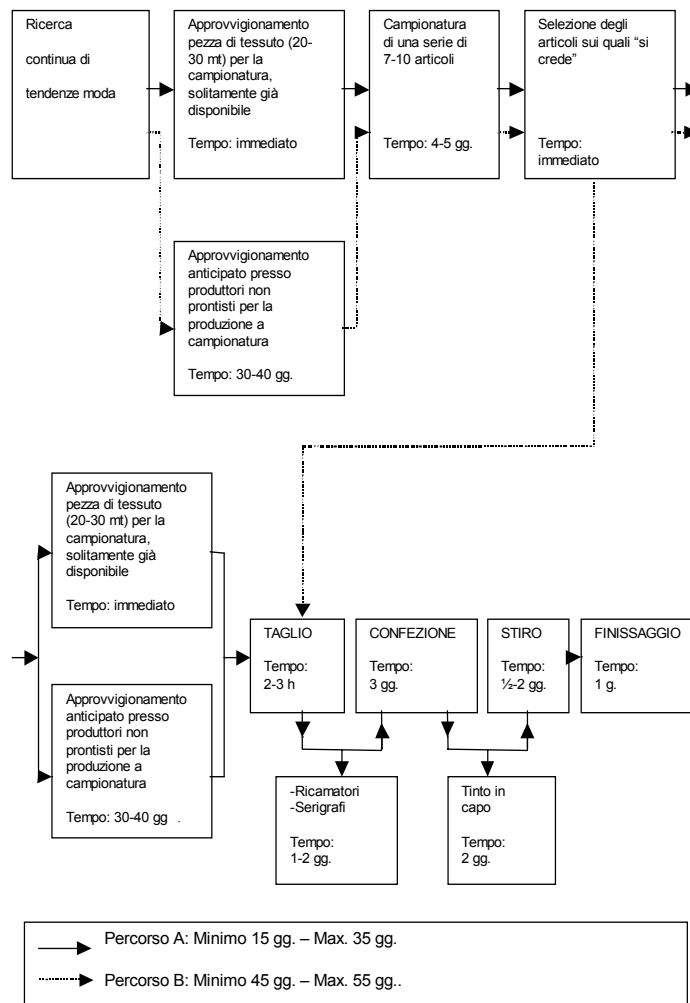 Ricerca
continua di
tendenze moda
Approvvigionamento
pezza di tessuto (20-
30 mt) per la
campionatura,
solitamente già
disponibile
Tempo: immediato
Campionatura
di una serie di
7-10 articoli
Tempo: 4-5 gg.
Selezione degli
articoli sui quali “si
crede”
Tempo:
immediato
Approvvigionamento
anticipato presso
produttori non
prontisti per la
produzione a
campionatura
Tempo: 30-40 gg.
Approvvigionamento
pezza di tessuto
(20-30 mt) per la
campionatura,
solitamente già
disponibile
Tempo: immediato
Approvvigionamento
anticipato presso
produttori non
prontisti per la
produzione a
campionatura
Tempo: 30-40 gg .
TAGLIO
Tempo:
2-3 h
CONFEZIONE
Tempo:
3 gg.
STIRO
Tempo:
½-2 gg.
FINISSAGGIO
Tempo:
1 g.
-Ricamatori
-Serigrafi
Tempo:
1-2 gg.
Tinto in
capo
Tempo:
2 gg.
Percorso A: Minimo 15 gg. – Max. 35 gg.
Percorso B: Minimo 45 gg. – Max. 55 gg..